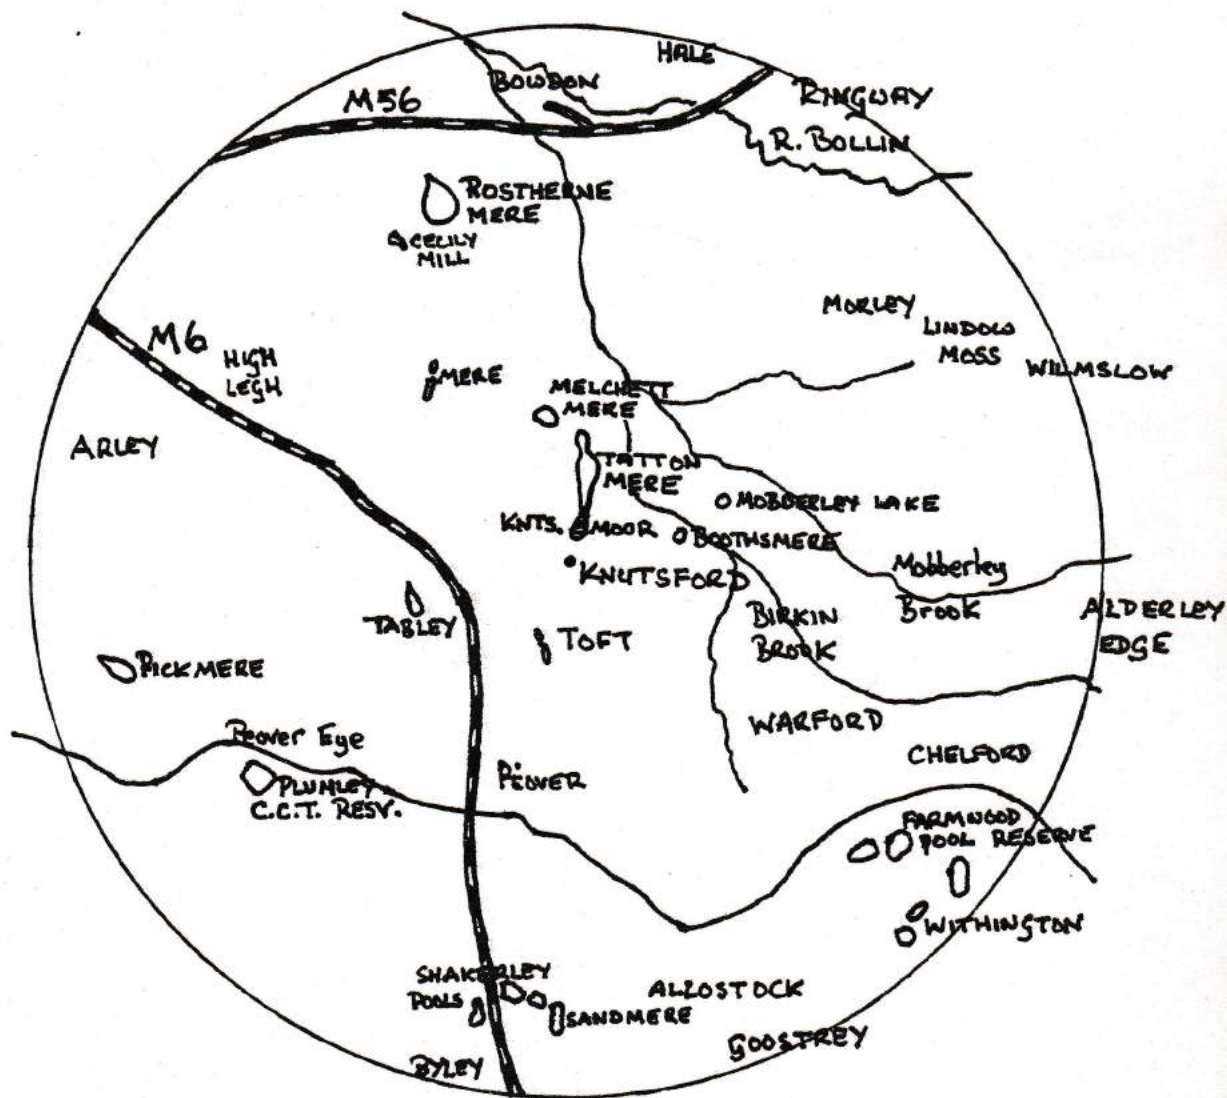 HALE
BOWDON
RINGWAY
M56
R. BOLLIN
ROSTHERNE
MERE
CECILY
MILL
MORLEY
LINDOW
MOSS
WILMSLOW
M6
HIGH
LEGH
MERE
MELCHETT
MERE
ARLEY
TATTON
MERE
MOBBERLEY LAKE
KNTS. MOOR
BOOTHSMERE
KNUTSFORD
Mobberley
Brook
TABLEY
BIRKIN
BROOK
ALDERLEY
EDGE
TOFT
PICKMERE
WARFORD
Peover Eye
CHELFORD
PEOVER
PLUMLEY
C.C.T. RESV.
FARMWOOD
POOL RESERVE
WITHINGTON
SHAKERLEY
POOLS
ALLOSTOCK
SANDMERE
GOOSTREY
BYLEY